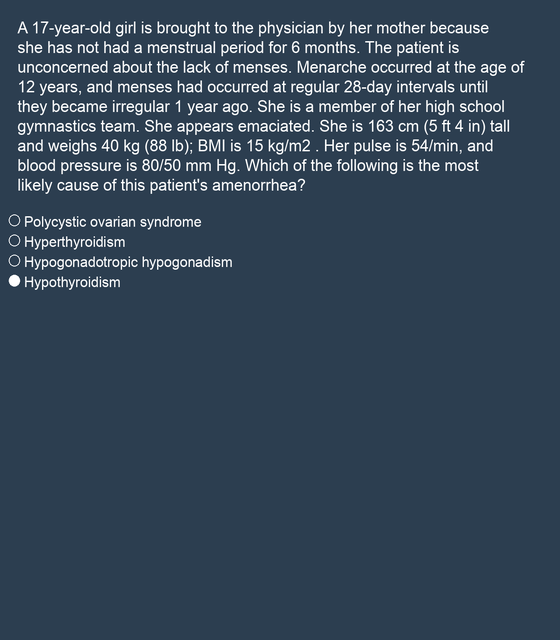 A 17-year-old girl is brought to the physician by her mother because
she has not had a menstrual period for 6 months. The patient is
unconcerned about the lack of menses. Menarche occurred at the age of
12 years, and menses had occurred at regular 28-day intervals until
they became irregular 1 year ago. She is a member of her high school
gymnastics team. She appears emaciated. She is 163 cm (5 ft 4 in) tall
and weighs 40 kg (88 lb); BMI is 15 kg/m2 . Her pulse is 54/min, and
blood pressure is 80/50 mm Hg. Which of the following is the most
likely cause of this patient's amenorrhea?
Polycystic ovarian syndrome
Hyperthyroidism
Hypogonadotropic hypogonadism
Hypothyroidism